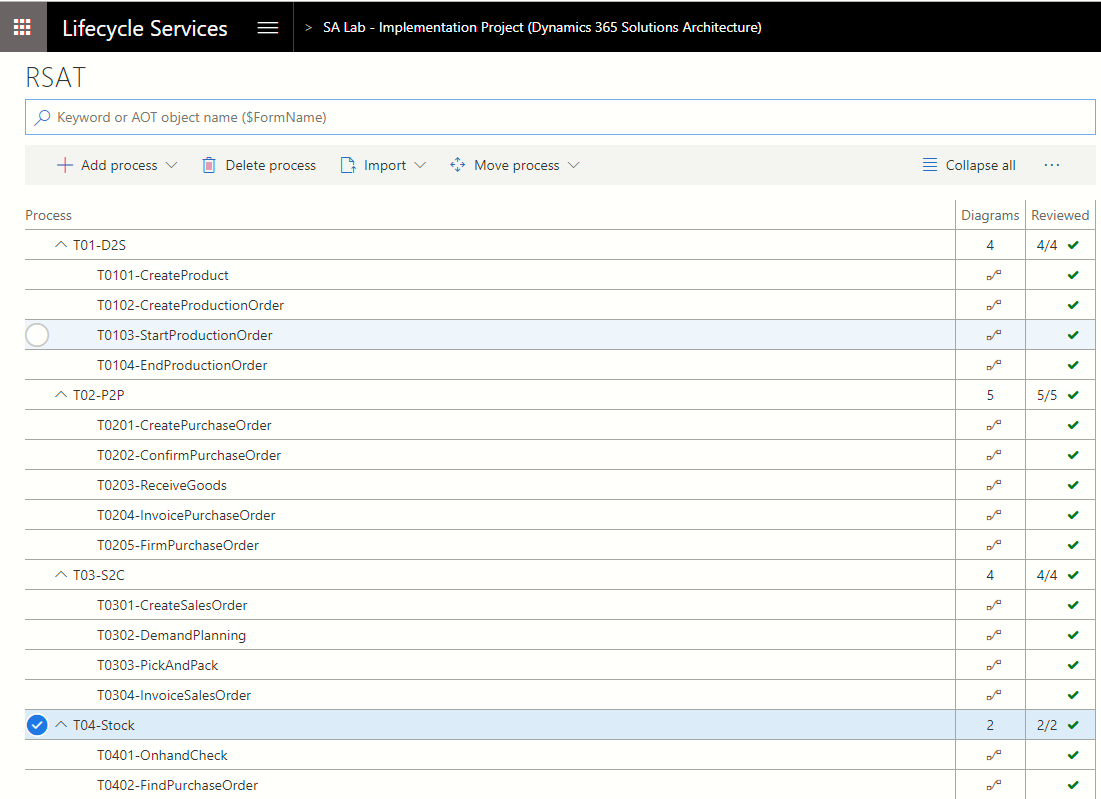 Lifecycle Services > SA Lab - Implementation Project (Dynamics 365 Solutions Architecture)
RSAT
Keyword or AOT object name ($FormName)
Add process Delete process Import Move process Collapse all ...
Process Diagrams Reviewed
T01-D2S 4 4/4
T0101-CreateProduct
T0102-CreateProductionOrder
T0103-StartProductionOrder
T0104-EndProductionOrder
T02-P2P 5 5/5
T0201-CreatePurchaseOrder
T0202-ConfirmPurchaseOrder
T0203-ReceiveGoods
T0204-InvoicePurchaseOrder
T0205-FirmPurchaseOrder
T03-S2C 4 4/4
T0301-CreateSalesOrder
T0302-DemandPlanning
T0303-PickAndPack
T0304-InvoiceSalesOrder
T04-Stock 2 2/2
T0401-OnhandCheck
T0402-FindPurchaseOrder